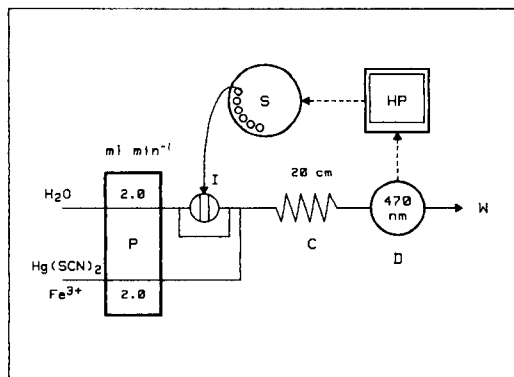 S
HP
ml min⁻¹
I
20 cm
H₂O
2.0
470
nm
W
P
C
D
Hg(SCN)₂
Fe³⁺
2.0